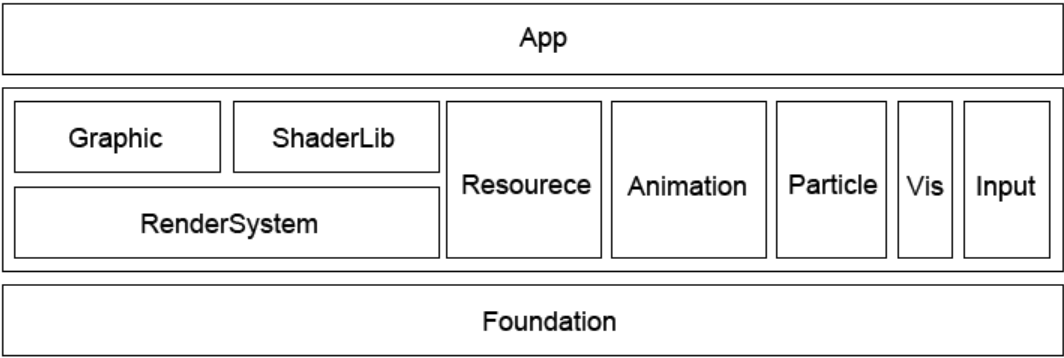 App
Graphic
ShaderLib
RenderSystem
Resourece
Animation
Particle
Vis
Input
Foundation